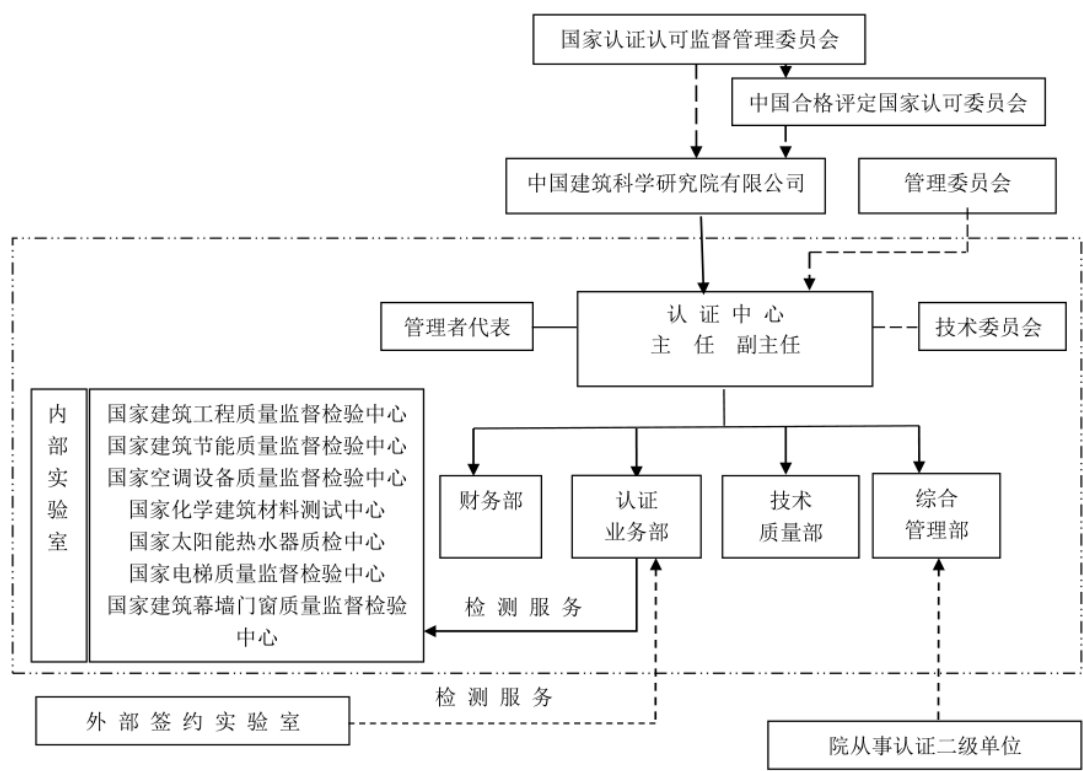 国家认证认可监督管理委员会
中国合格评定国家认可委员会
中国建筑科学研究院有限公司
管理委员会
管理者代表
认 证 中 心
主 任 副主任
技术委员会
内
部
实
验
室
国家建筑工程质量监督检验中心
国家建筑节能质量监督检验中心
国家空调设备质量监督检验中心
国家化学建筑材料测试中心
国家太阳能热水器质检中心
国家电梯质量监督检验中心
国家建筑幕墙门窗质量监督检验
中心
财务部
认证
业务部
技术
质量部
综合
管理部
检 测 服 务
检 测 服 务
外 部 签 约 实 验 室
院从事认证二级单位